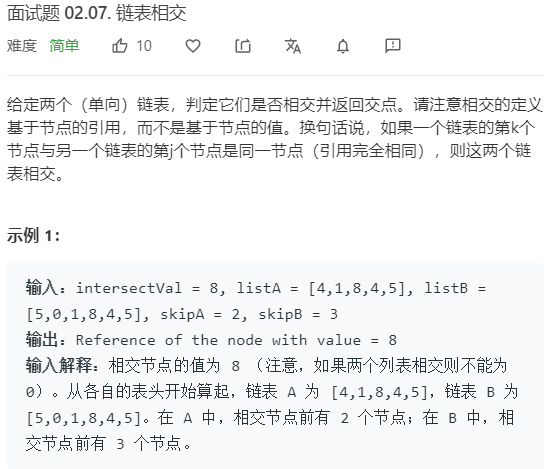 面试题 02.07. 链表相交
难度 简单 10
给定两个（单向）链表，判定它们是否相交并返回交点。请注意相交的定义
基于节点的引用，而不是基于节点的值。换句话说，如果一个链表的第k个
节点与另一个链表的第j个节点是同一节点（引用完全相同），则这两个链
表相交。
示例 1：
输入：intersectVal = 8, listA = [4,1,8,4,5], listB =
[5,0,1,8,4,5], skipA = 2, skipB = 3
输出：Reference of the node with value = 8
输入解释：相交节点的值为 8 （注意，如果两个列表相交则不能为
0）。从各自的表头开始算起，链表 A 为 [4,1,8,4,5]，链表 B 为
[5,0,1,8,4,5]。在 A 中，相交节点前有 2 个节点；在 B 中，相
交节点前有 3 个节点。